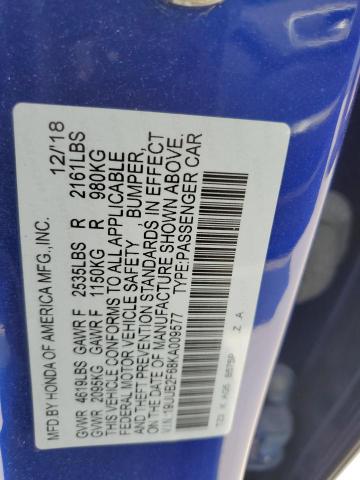 MFD.BY HONDA OF AMERICA MFG.,INC. 12/18
GVWR 4619LBS GAWR F 2535LBS R 2161LBS
GVWR 2095KG GAWR F 1150KG R 980KG
THIS VEHICLE CONFORMS TO ALL APPLICABLE
FEDERAL MOTOR VEHICLE SAFETY BUMPER,
AND THEFT PREVENTION STANDARDS IN EFFECT
ON THE DATE OF MANUFACTURE SHOWN ABOVE.
V.I.N:19UUB2F68KA009577 TYPE:PASSENGER CAR
Z A